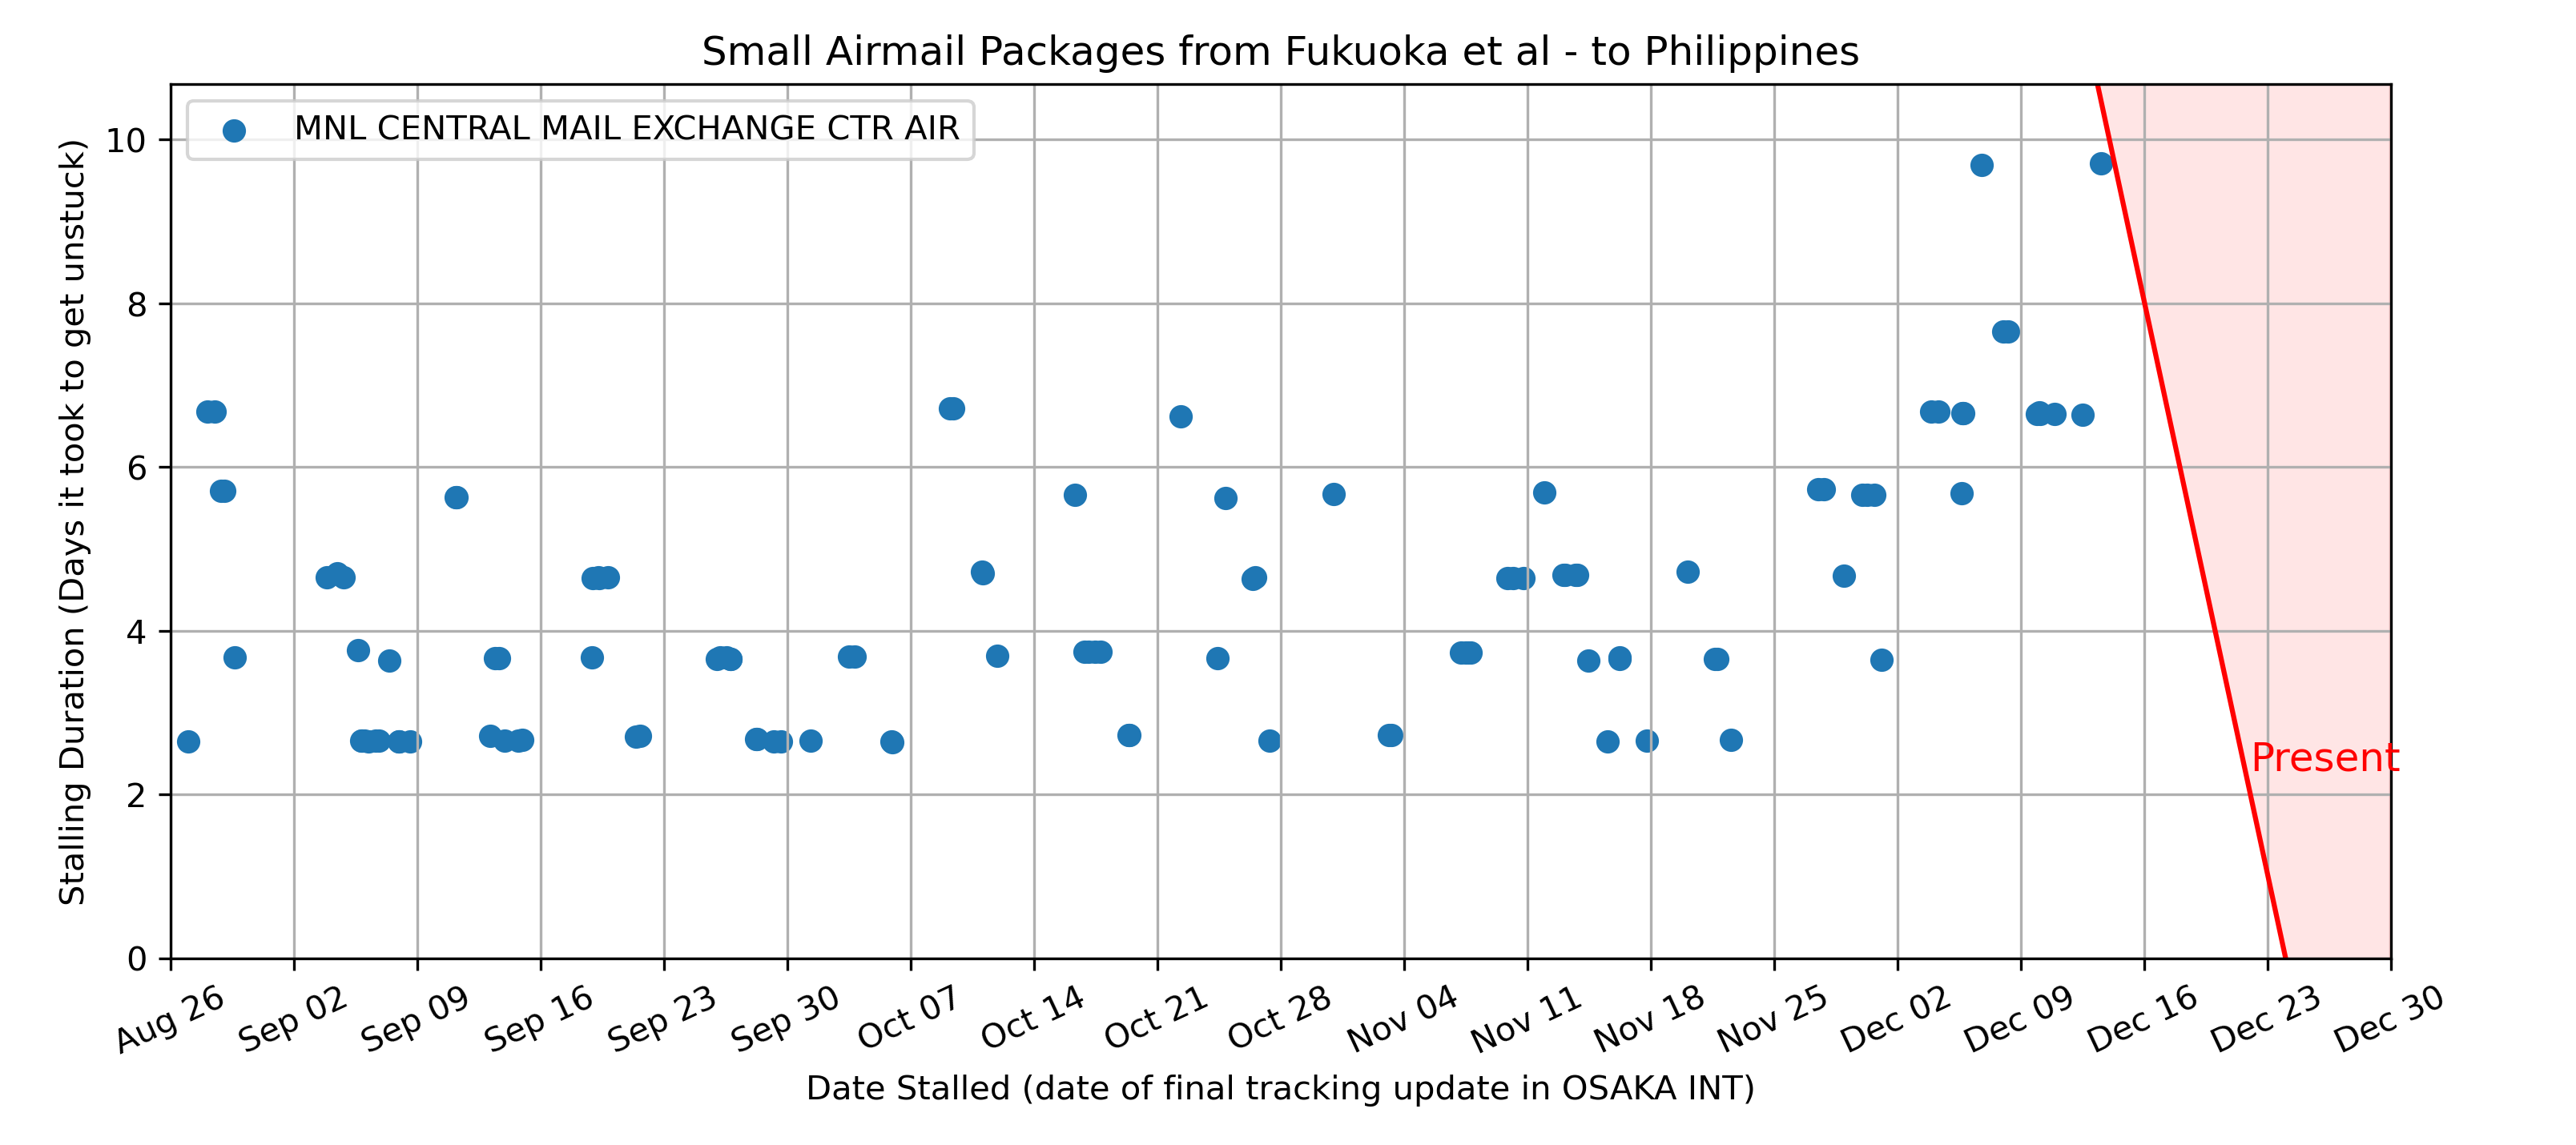 Small Airmail Packages from Fukuoka et al - to Philippines
MNL CENTRAL MAIL EXCHANGE CTR AIR
Stalling Duration (Days it took to get unstuck)
10
8
6
4
2
0
Present
Aug 26
Sep 02
Sep 09
Sep 16
Sep 23
Sep 30
Oct 07
Oct 14
Oct 21
Oct 28
Nov 04
Nov 11
Nov 18
Nov 25
Dec 02
Dec 09
Dec 16
Dec 23
Dec 30
Date Stalled (date of final tracking update in OSAKA INT)